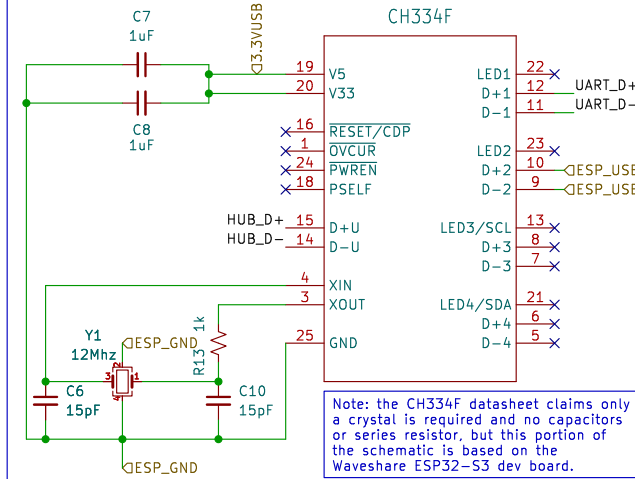 C7
1uF
3.3VUSB
C8
1uF
CH334F
19 V5
20 V33
16 RESET/CDP
1 OVCUR
24 PWREN
18 PSELF
HUB_D+ 15 D+U
HUB_D- 14 D-U
4 XIN
3 XOUT
25 GND
LED1 22
D+1 12 UART_D+
D-1 11 UART_D-
LED2 23
D+2 10 ESP_USB
D-2 9 ESP_USB
LED3/SCL 13
D+3 8
D-3 7
LED4/SDA 21
D+4 6
D-4 5
Y1
12Mhz
ESP_GND
2
3 1
4
R13 1k
C6
15pF
C10
15pF
ESP_GND
Note: the CH334F datasheet claims only
a crystal is required and no capacitors
or series resistor, but this portion of
the schematic is based on the
Waveshare ESP32-S3 dev board.